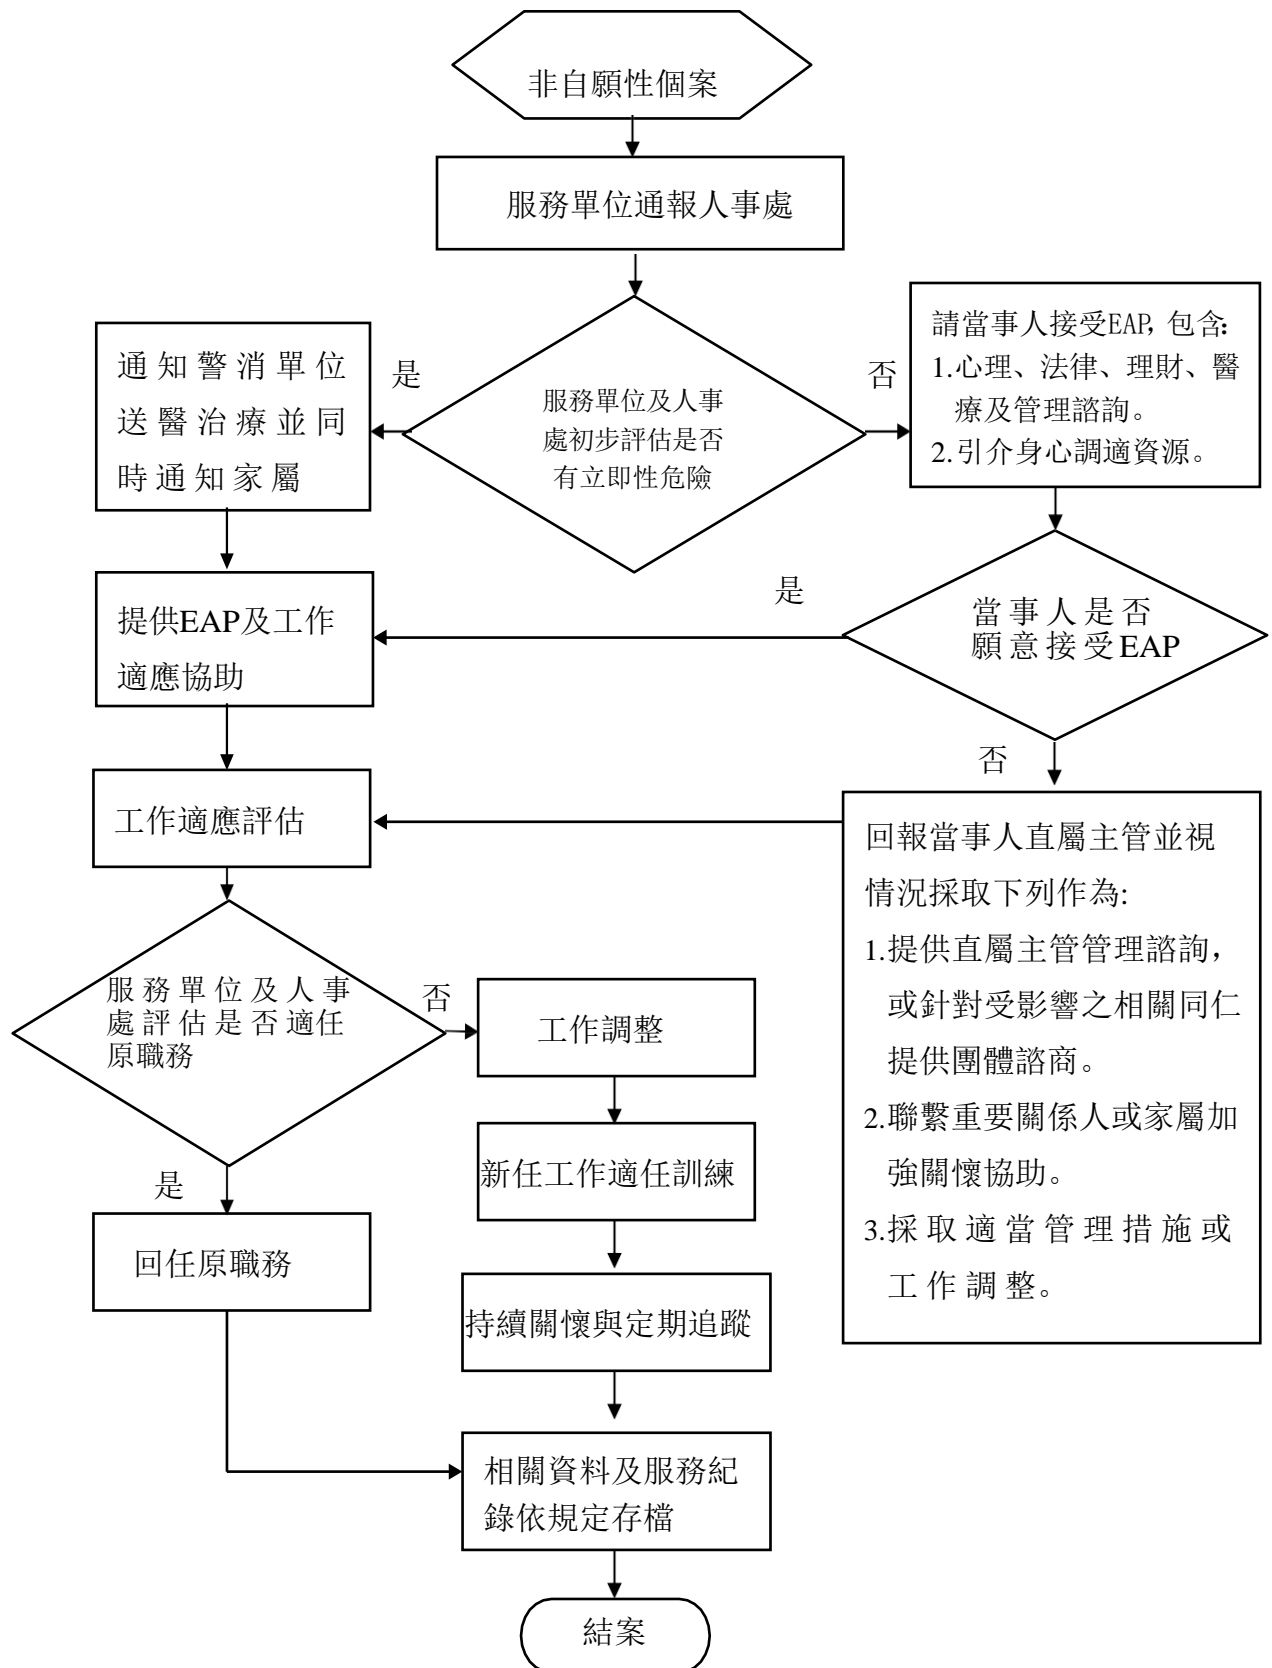 非自願性個案
服務單位通報人事處
是
通知警消單位
送醫治療並同
時通知家屬
服務單位及人事
處初步評估是否
有立即性危險
否
請當事人接受EAP,包含:
1.心理、法律、理財、醫
療及管理諮詢。
2.引介身心調適資源。
提供EAP及工作
適應協助
是
當事人是否
願意接受EAP
否
工作適應評估
回報當事人直屬主管並視
情況採取下列作為:
1.提供直屬主管管理諮詢,
或針對受影響之相關同仁
提供團體諮商。
2.聯繫重要關係人或家屬加
強關懷協助。
3.採取適當管理措施或
工作調整。
服務單位及人事
處評估是否適任
原職務
否
工作調整
新任工作適任訓練
是
回任原職務
持續關懷與定期追蹤
相關資料及服務紀
錄依規定存檔
結案